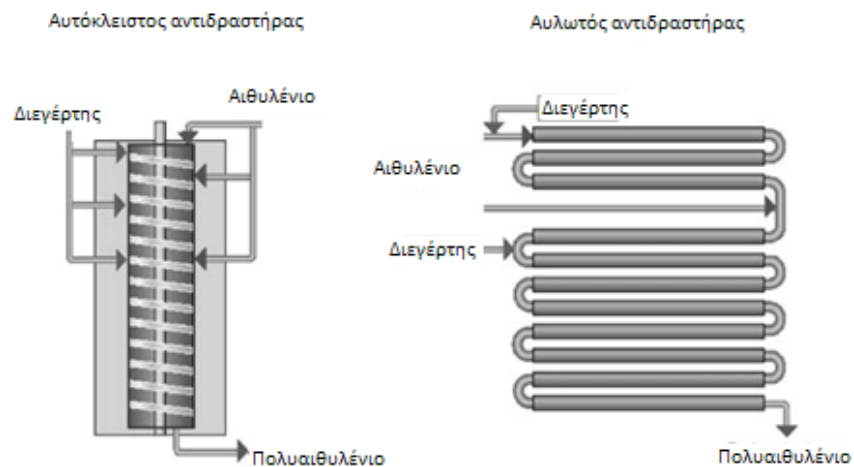 Αυτόκλειστος αντιδραστήρας
Αυλωτός αντιδραστήρας
Διεγέρτης
Αιθυλένιο
Πολυαιθυλένιο
Διεγέρτης
Αιθυλένιο
Διεγέρτης
Πολυαιθυλένιο